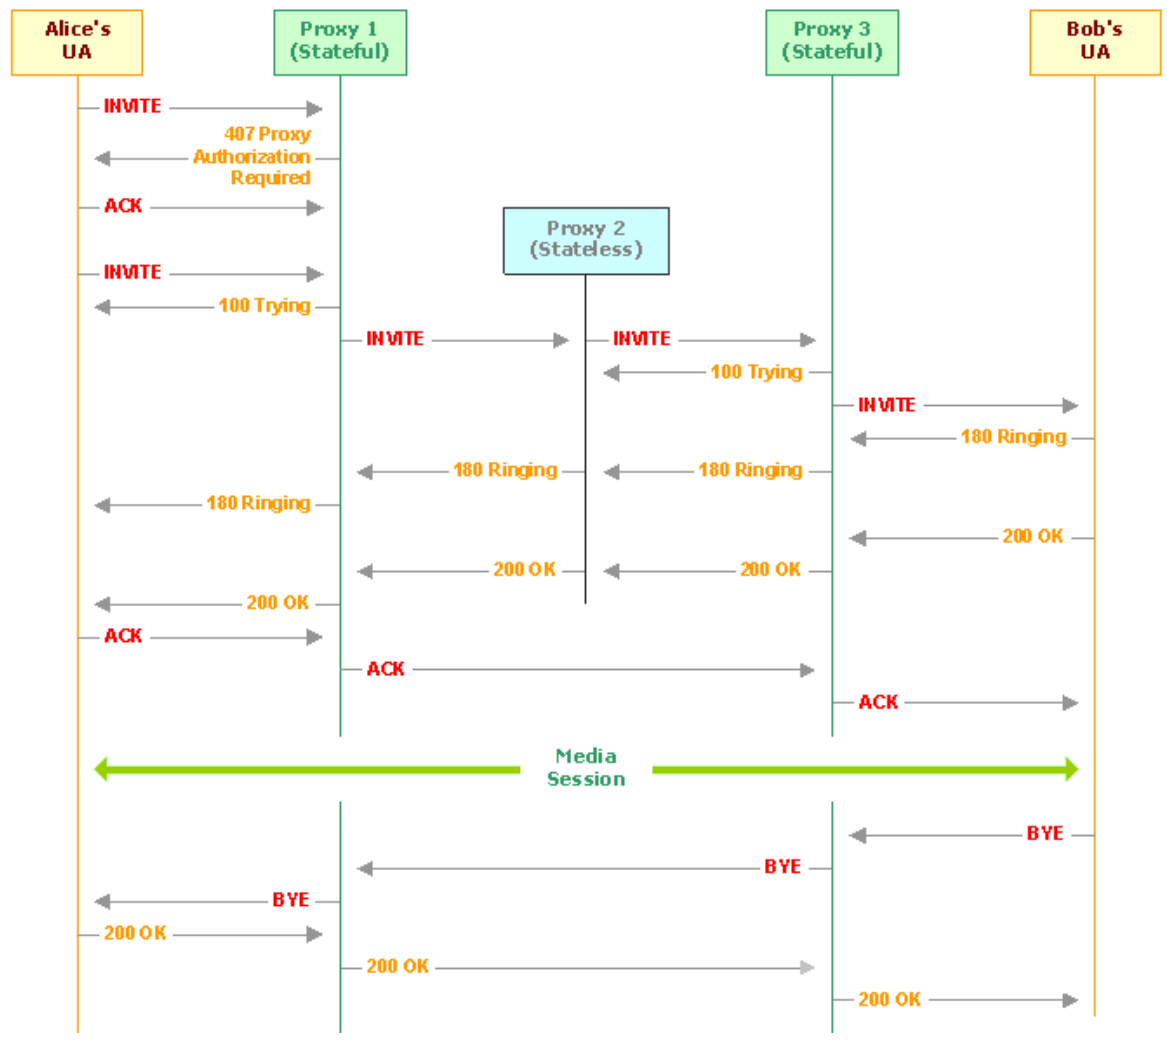 Alice's
UA
Proxy 1
(Stateful)
Proxy 3
(Stateful)
Bob's
UA
INVITE
407 Proxy
Authorization
Required
ACK
Proxy 2
(Stateless)
INVITE
100 Trying
INVITE
INVITE
100 Trying
INVITE
180 Ringing
180 Ringing
180 Ringing
180 Ringing
200 OK
200 OK
200 OK
200 OK
ACK
ACK
ACK
Media
Session
BYE
BYE
BYE
200 OK
200 OK
200 OK